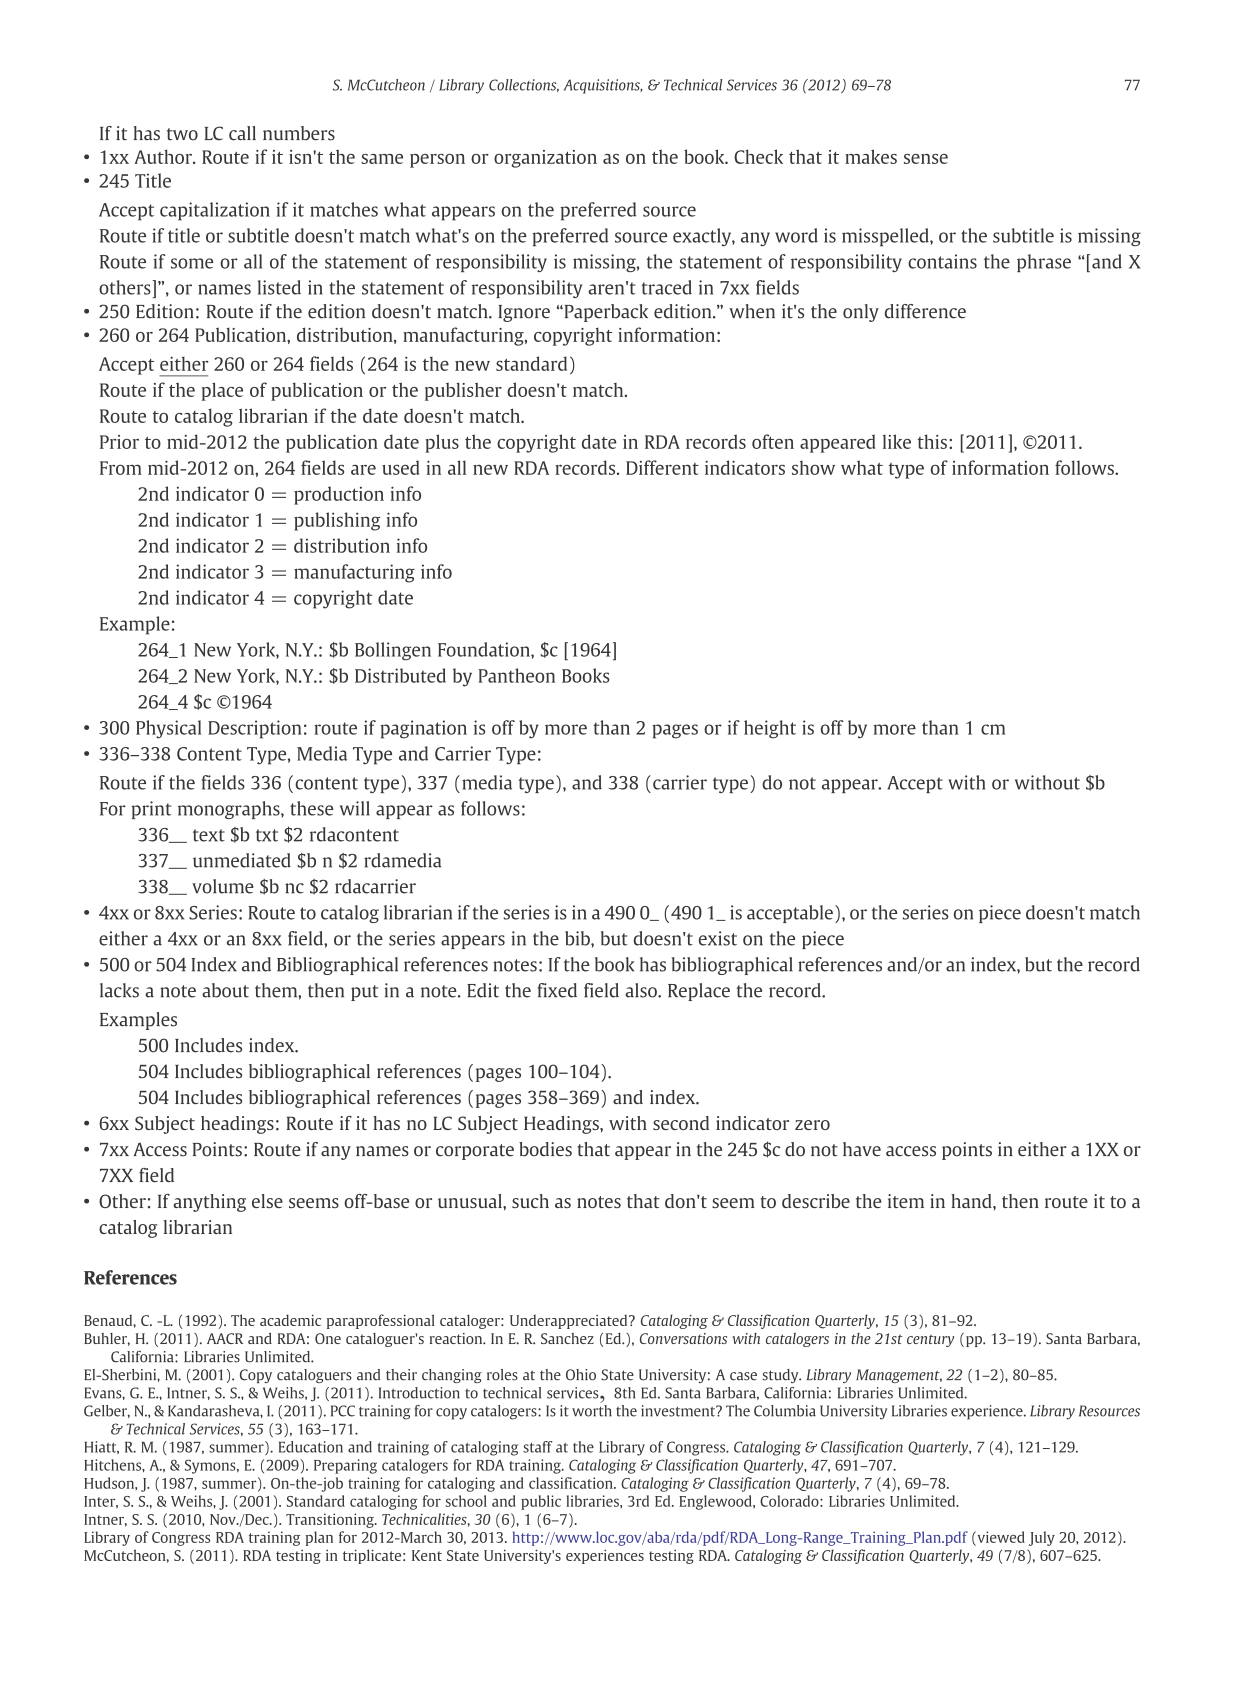 S. McCutcheon / Library Collections, Acquisitions, & Technical Services 36 (2012) 69–78
77
If it has two LC call numbers
• 1xx Author. Route if it isn't the same person or organization as on the book. Check that it makes sense
• 245 Title
Accept capitalization if it matches what appears on the preferred source
Route if title or subtitle doesn't match what's on the preferred source exactly, any word is misspelled, or the subtitle is missing
Route if some or all of the statement of responsibility is missing, the statement of responsibility contains the phrase “[and X
others]”, or names listed in the statement of responsibility aren't traced in 7xx fields
• 250 Edition: Route if the edition doesn't match. Ignore “Paperback edition.” when it's the only difference
• 260 or 264 Publication, distribution, manufacturing, copyright information:
Accept either 260 or 264 fields (264 is the new standard)
Route if the place of publication or the publisher doesn't match.
Route to catalog librarian if the date doesn't match.
Prior to mid-2012 the publication date plus the copyright date in RDA records often appeared like this: [2011], ©2011.
From mid-2012 on, 264 fields are used in all new RDA records. Different indicators show what type of information follows.
2nd indicator 0 = production info
2nd indicator 1 = publishing info
2nd indicator 2 = distribution info
2nd indicator 3 = manufacturing info
2nd indicator 4 = copyright date
Example:
264_1 New York, N.Y.: $b Bollingen Foundation, $c [1964]
264_2 New York, N.Y.: $b Distributed by Pantheon Books
264_4 $c ©1964
• 300 Physical Description: route if pagination is off by more than 2 pages or if height is off by more than 1 cm
• 336–338 Content Type, Media Type and Carrier Type:
Route if the fields 336 (content type), 337 (media type), and 338 (carrier type) do not appear. Accept with or without $b
For print monographs, these will appear as follows:
336__ text $b txt $2 rdacontent
337__ unmediated $b n $2 rdamedia
338__ volume $b nc $2 rdacarrier
• 4xx or 8xx Series: Route to catalog librarian if the series is in a 490 0_ (490 1_ is acceptable), or the series on piece doesn't match
either a 4xx or an 8xx field, or the series appears in the bib, but doesn't exist on the piece
• 500 or 504 Index and Bibliographical references notes: If the book has bibliographical references and/or an index, but the record
lacks a note about them, then put in a note. Edit the fixed field also. Replace the record.
Examples
500 Includes index.
504 Includes bibliographical references (pages 100–104).
504 Includes bibliographical references (pages 358–369) and index.
• 6xx Subject headings: Route if it has no LC Subject Headings, with second indicator zero
• 7xx Access Points: Route if any names or corporate bodies that appear in the 245 $c do not have access points in either a 1XX or
7XX field
• Other: If anything else seems off-base or unusual, such as notes that don't seem to describe the item in hand, then route it to a
catalog librarian
References
Benaud, C. -L. (1992). The academic paraprofessional cataloger: Underappreciated? Cataloging & Classification Quarterly, 15 (3), 81–92.
Buhler, H. (2011). AACR and RDA: One cataloguer's reaction. In E. R. Sanchez (Ed.), Conversations with catalogers in the 21st century (pp. 13–19). Santa Barbara,
California: Libraries Unlimited.
El-Sherbini, M. (2001). Copy cataloguers and their changing roles at the Ohio State University: A case study. Library Management, 22 (1–2), 80–85.
Evans, G. E., Intner, S. S., & Weihs, J. (2011). Introduction to technical services, 8th Ed. Santa Barbara, California: Libraries Unlimited.
Gelber, N., & Kandarasheva, I. (2011). PCC training for copy catalogers: Is it worth the investment? The Columbia University Libraries experience. Library Resources
& Technical Services, 55 (3), 163–171.
Hiatt, R. M. (1987, summer). Education and training of cataloging staff at the Library of Congress. Cataloging & Classification Quarterly, 7 (4), 121–129.
Hitchens, A., & Symons, E. (2009). Preparing catalogers for RDA training. Cataloging & Classification Quarterly, 47, 691–707.
Hudson, J. (1987, summer). On-the-job training for cataloging and classification. Cataloging & Classification Quarterly, 7 (4), 69–78.
Inter, S. S., & Weihs, J. (2001). Standard cataloging for school and public libraries, 3rd Ed. Englewood, Colorado: Libraries Unlimited.
Intner, S. S. (2010, Nov./Dec.). Transitioning. Technicalities, 30 (6), 1 (6–7).
Library of Congress RDA training plan for 2012-March 30, 2013. http://www.loc.gov/aba/rda/pdf/RDA_Long-Range_Training_Plan.pdf (viewed July 20, 2012).
McCutcheon, S. (2011). RDA testing in triplicate: Kent State University's experiences testing RDA. Cataloging & Classification Quarterly, 49 (7/8), 607–625.